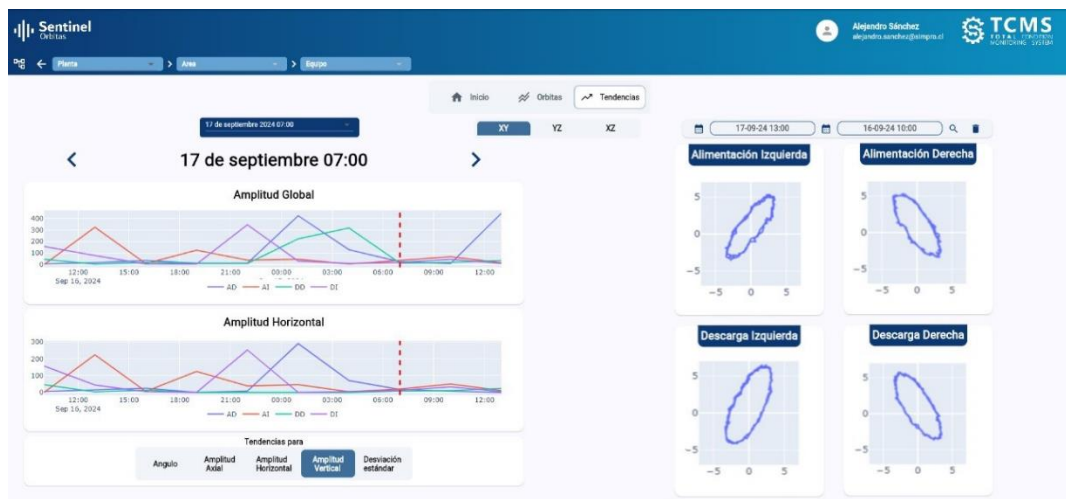 Sentinel
Orbitas
Alejandro Sánchez
alejandro.sanchez@simpro.cl
TCMS
TOTAL CONDITION
MONITORING SYSTEM
Planta > Area > Equipo
Inicio Orbitas Tendencias
17 de septiembre 2024 07:00
XY YZ XZ
17-09-24 13:00 16-09-24 10:00
17 de septiembre 07:00
Amplitud Global
400
300
200
100
0
12:00 15:00 18:00 21:00 00:00 03:00 06:00 09:00 12:00
Sep 16, 2024
AD AI DD DI
Amplitud Horizontal
300
200
100
0
12:00 15:00 18:00 21:00 00:00 03:00 06:00 09:00 12:00
Sep 16, 2024
AD AI DD DI
Tendencias para
Angulo Amplitud Axial Amplitud Horizontal Amplitud Vertical Desviación estándar
Alimentación Izquierda
5
0
−5
−5 0 5
Alimentación Derecha
5
0
−5
−5 0 5
Descarga Izquierda
5
0
−5
−5 0 5
Descarga Derecha
5
0
−5
−5 0 5